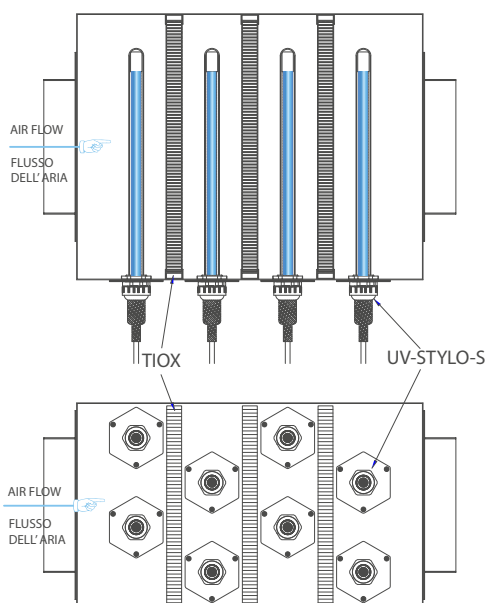 AIR FLOW
FLUSSO
DELL'ARIA
TIOX
UV-STYLO-S
AIR FLOW
FLUSSO
DELL'ARIA